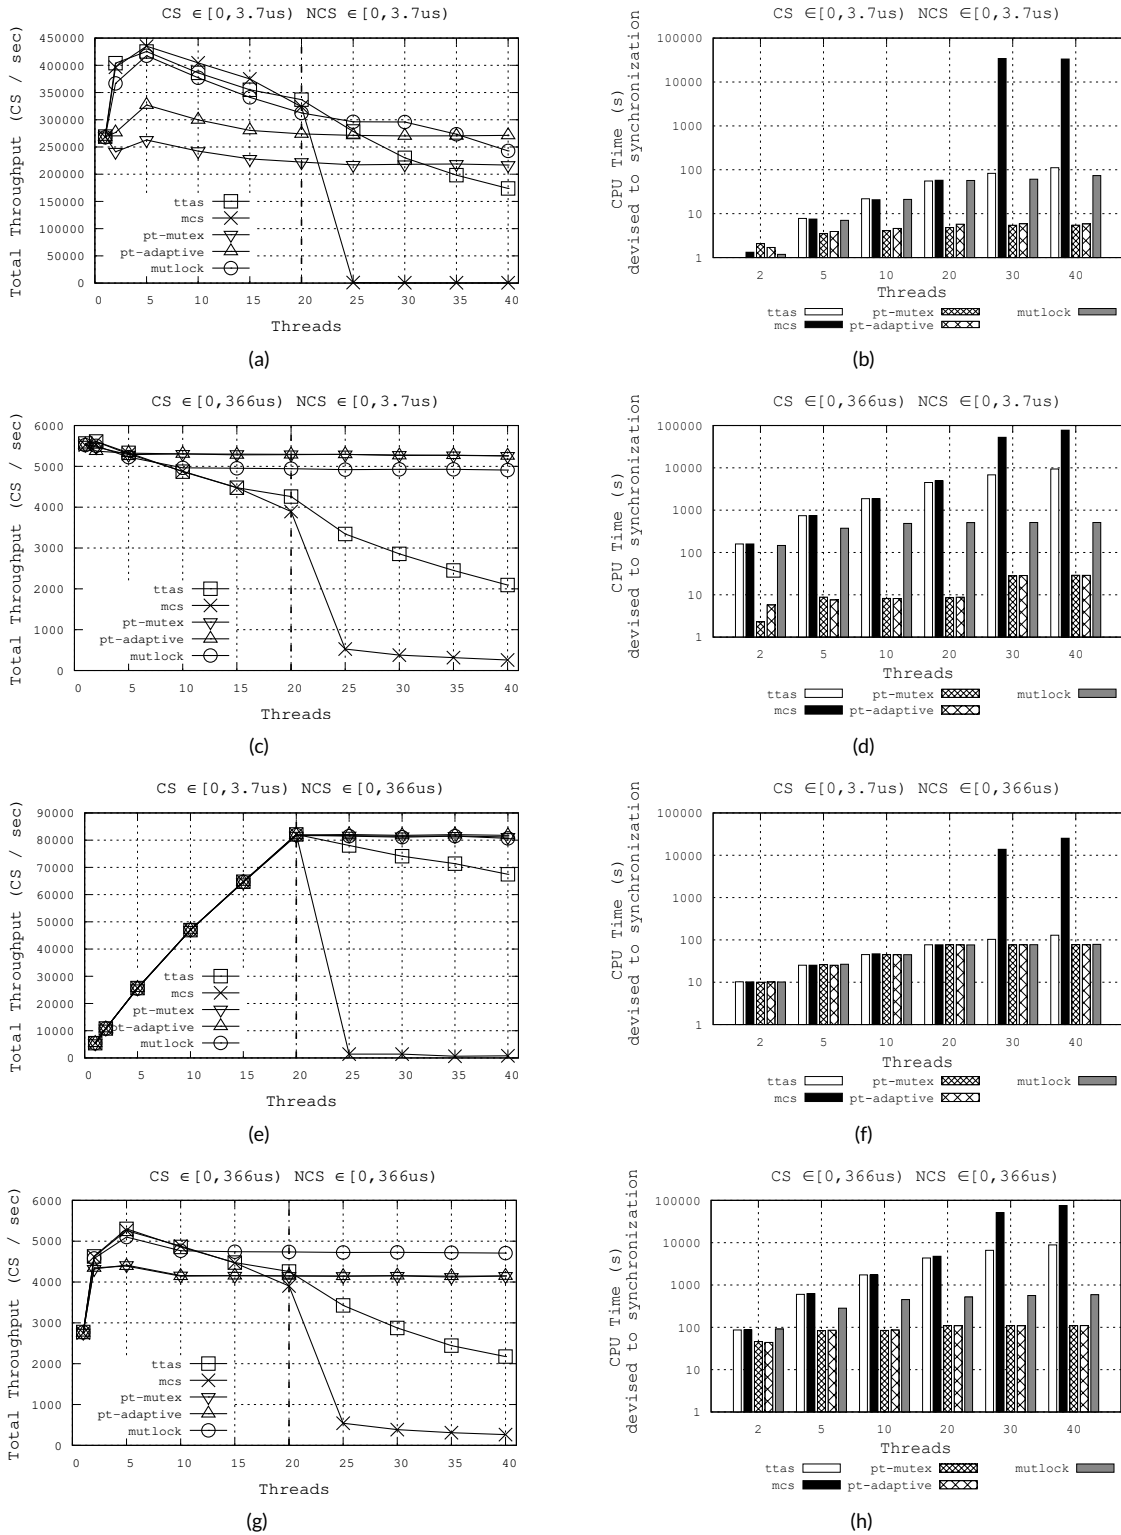 CS ∈[0,3.7us) NCS ∈[0,3.7us)
Total Throughput (CS / sec)
450000
400000
350000
300000
250000
200000
150000
100000
50000
0
ttas
mcs
pt-mutex
pt-adaptive
mutlock
0 5 10 15 20 25 30 35 40
Threads
(a)
CS ∈[0,3.7us) NCS ∈[0,3.7us)
CPU Time (s)
devised to synchronization
100000
10000
1000
100
10
1
2 5 10 20 30 40
Threads
ttas pt-mutex mutlock
mcs pt-adaptive
(b)
CS ∈[0,366us) NCS ∈[0,3.7us)
Total Throughput (CS / sec)
6000
5000
4000
3000
2000
1000
0
ttas
mcs
pt-mutex
pt-adaptive
mutlock
0 5 10 15 20 25 30 35 40
Threads
(c)
CS ∈[0,366us) NCS ∈[0,3.7us)
CPU Time (s)
devised to synchronization
100000
10000
1000
100
10
1
2 5 10 20 30 40
Threads
ttas pt-mutex mutlock
mcs pt-adaptive
(d)
CS ∈[0,3.7us) NCS ∈[0,366us)
Total Throughput (CS / sec)
90000
80000
70000
60000
50000
40000
30000
20000
10000
0
ttas
mcs
pt-mutex
pt-adaptive
mutlock
0 5 10 15 20 25 30 35 40
Threads
(e)
CS ∈[0,3.7us) NCS ∈[0,366us)
CPU Time (s)
devised to synchronization
100000
10000
1000
100
10
1
2 5 10 20 30 40
Threads
ttas pt-mutex mutlock
mcs pt-adaptive
(f)
CS ∈[0,366us) NCS ∈[0,366us)
Total Throughput (CS / sec)
6000
5000
4000
3000
2000
1000
0
ttas
mcs
pt-mutex
pt-adaptive
mutlock
0 5 10 15 20 25 30 35 40
Threads
(g)
CS ∈[0,366us) NCS ∈[0,366us)
CPU Time (s)
devised to synchronization
100000
10000
1000
100
10
1
2 5 10 20 30 40
Threads
ttas pt-mutex mutlock
mcs pt-adaptive
(h)